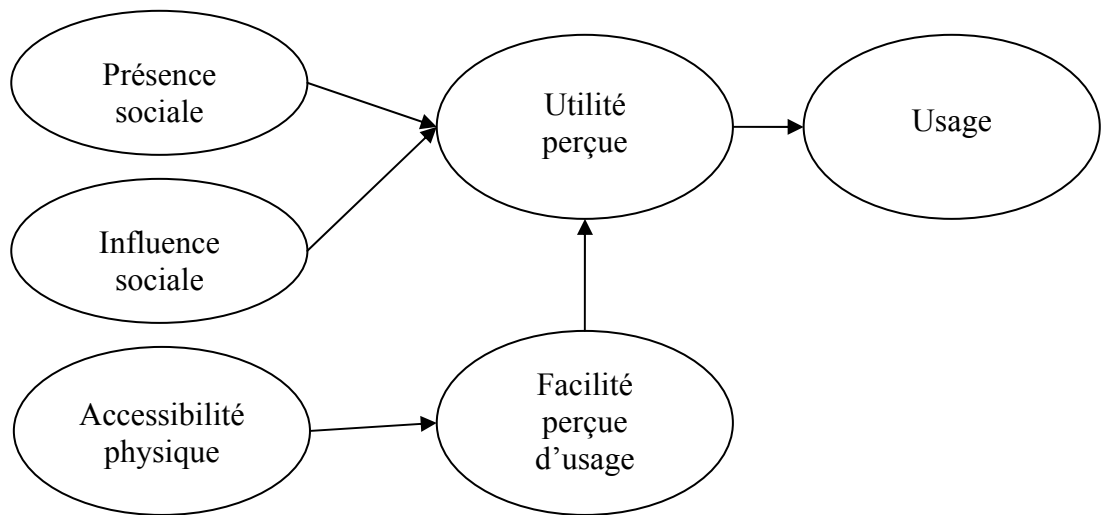 Présence
sociale
Utilité
perçue
Usage
Influence
sociale
Accessibilité
physique
Facilité
perçue
d’usage